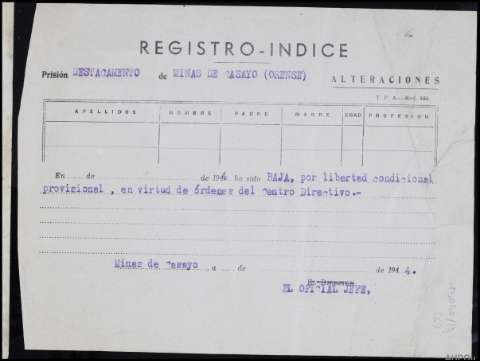 REGISTRO-INDICE
Prisión DESTACAMENTO de MINAS DE CASAYO (ORENSE)
ALTERACIONES
APELLIDOS NOMBRE PADRE MADRE EDAD PROFESION
En ... de ... de 194 ha sido BAJA, por libertad condicional
provisional , en virtud de órdenes del Centro Directivo.-
Minas de Casayo , a ... de ... de 194 4.-
EL OFICIAL JEFE,
AHPOU